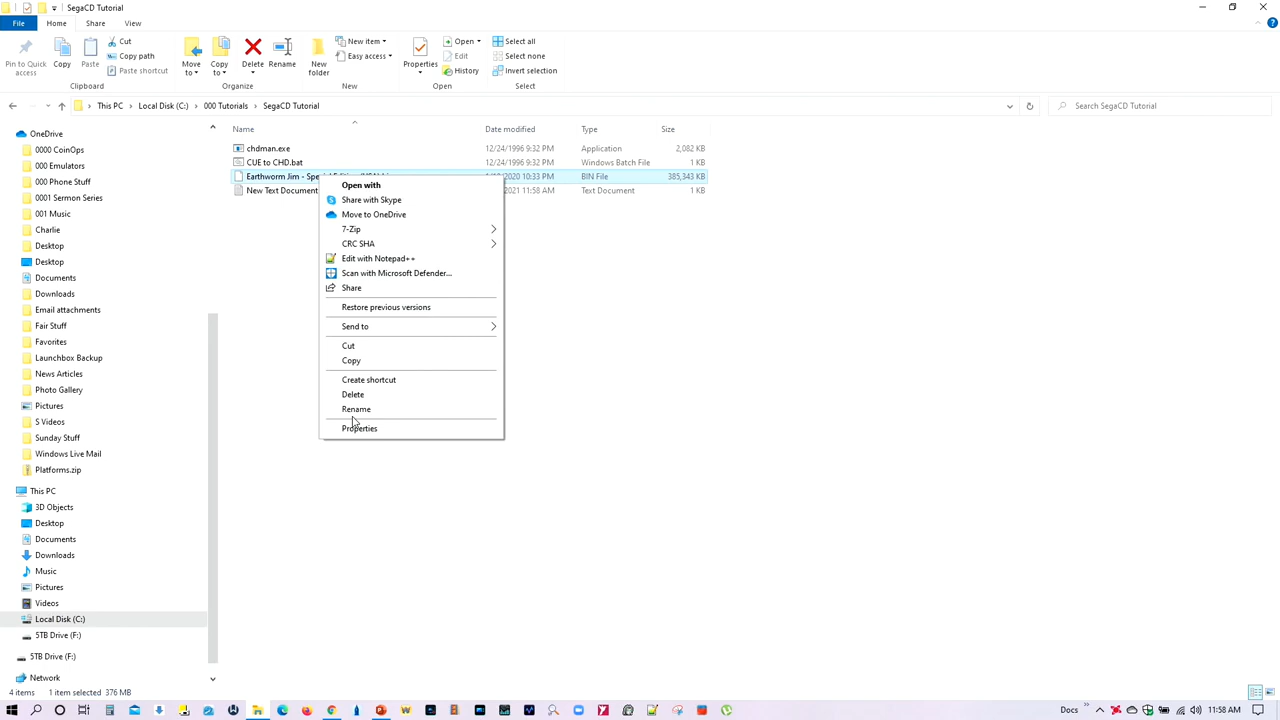 SegaCD Tutorial
File Home Share View
Pin to Quick access
Copy
Paste
Cut
Copy path
Paste shortcut
Clipboard
Move to
Copy to
Delete
Rename
Organize
New folder
New item
Easy access
New
Properties
Open
Edit
History
Open
Select all
Select none
Invert selection
Select
This PC Local Disk (C:) 000 Tutorials SegaCD Tutorial
Search SegaCD Tutorial
OneDrive
0000 CoinOps
000 Emulators
000 Phone Stuff
0001 Sermon Series
001 Music
Charlie
Desktop
Desktop
Documents
Downloads
Email attachments
Fair Stuff
Favorites
Launchbox Backup
News Articles
Photo Gallery
Pictures
S Videos
Sunday Stuff
Windows Live Mail
Platforms.zip
This PC
3D Objects
Desktop
Documents
Downloads
Music
Pictures
Videos
Local Disk (C:)
5TB Drive (F:)
5TB Drive (F:)
Network
Name Date modified Type Size
chdman.exe 12/24/1996 9:32 PM Application 2,082 KB
CUE to CHD.bat 12/24/1996 9:32 PM Windows Batch File 1 KB
Earthworm Jim - 2020 10:33 PM BIN File 385,343 KB
New Text Document 2021 11:58 AM Text Document 1 KB
Open with
Share with Skype
Move to OneDrive
7-Zip
CRC SHA
Edit with Notepad++
Scan with Microsoft Defender...
Share
Restore previous versions
Send to
Cut
Copy
Create shortcut
Delete
Rename
Properties
4 items 1 item selected 376 MB
Docs
11:58 AM